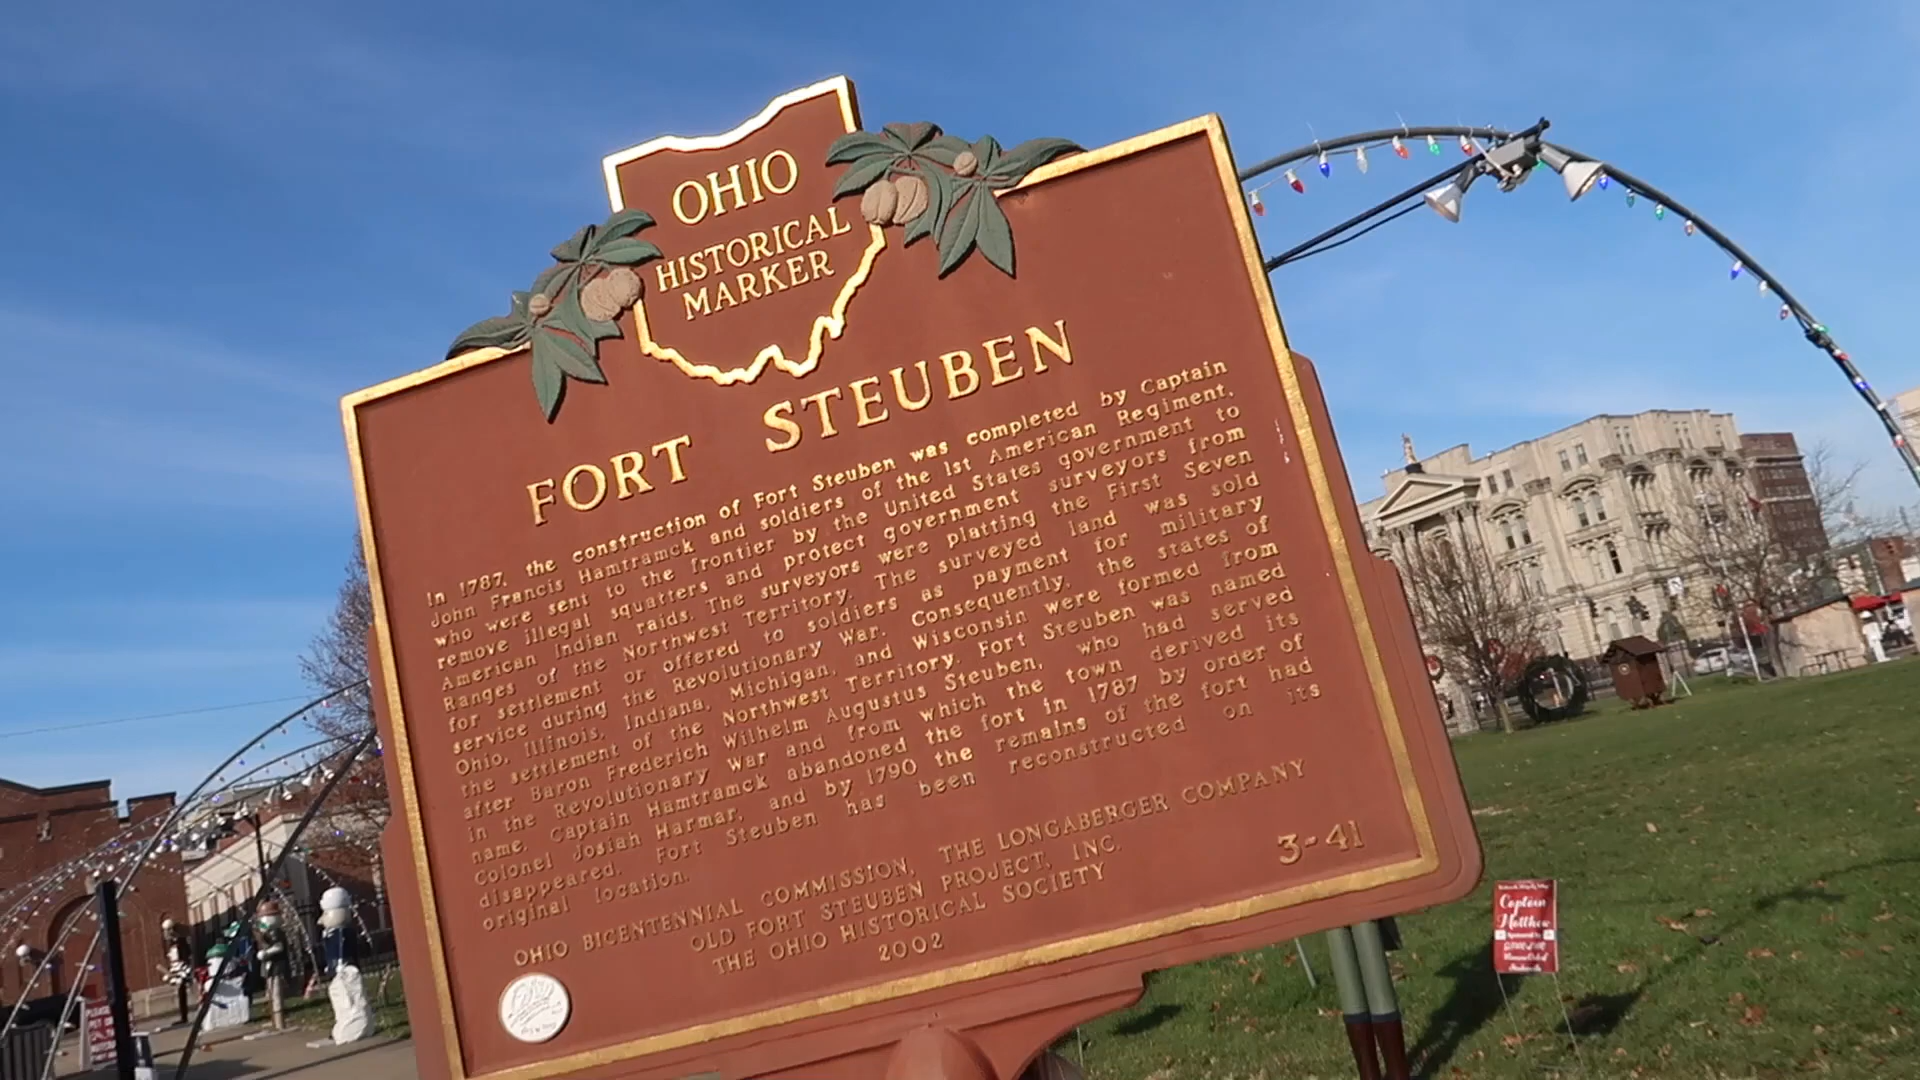 OHIO
HISTORICAL
MARKER
FORT STEUBEN
In 1787, the construction of Fort Steuben was completed by Captain
John Francis Hamtramck and soldiers of the 1st American Regiment,
who were sent to the frontier by the United States government to
remove illegal squatters and protect government surveyors from
American Indian raids. The surveyors were platting the First Seven
Ranges of the Northwest Territory. The surveyed land was sold
for settlement or offered to soldiers as payment for military
service during the Revolutionary War. Consequently, the states of
Ohio, Illinois, Indiana, Michigan, and Wisconsin were formed from
the settlement of the Northwest Territory. Fort Steuben was named
after Baron Frederich Wilhelm Augustus Steuben, who had served
in the Revolutionary War and from which the town derived its
name. Captain Hamtramck abandoned the fort in 1787 by order of
Colonel Josiah Harmar, and by 1790 the remains of the fort had
disappeared. Fort Steuben has been reconstructed on its
original location.
OHIO BICENTENNIAL COMMISSION, THE LONGABERGER COMPANY
OLD FORT STEUBEN PROJECT, INC.
THE OHIO HISTORICAL SOCIETY
2002
3-41
Captain
Matthew
PLEASE